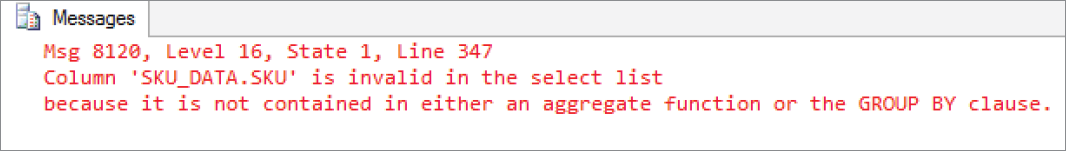 Messages
Msg 8120, Level 16, State 1, Line 347
Column 'SKU_DATA.SKU' is invalid in the select list
because it is not contained in either an aggregate function or the GROUP BY clause.